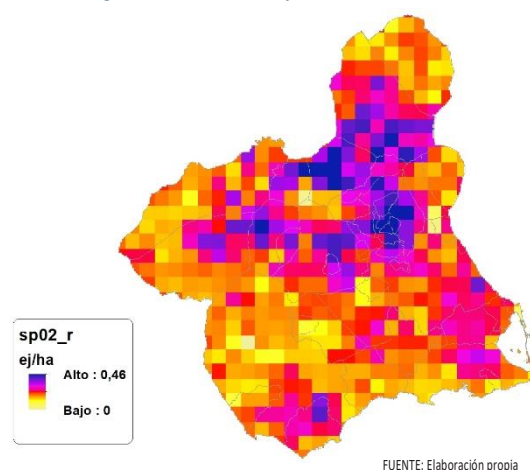 sp02_r
ej/ha
Alto : 0,46
Bajo : 0
FUENTE: Elaboración propia